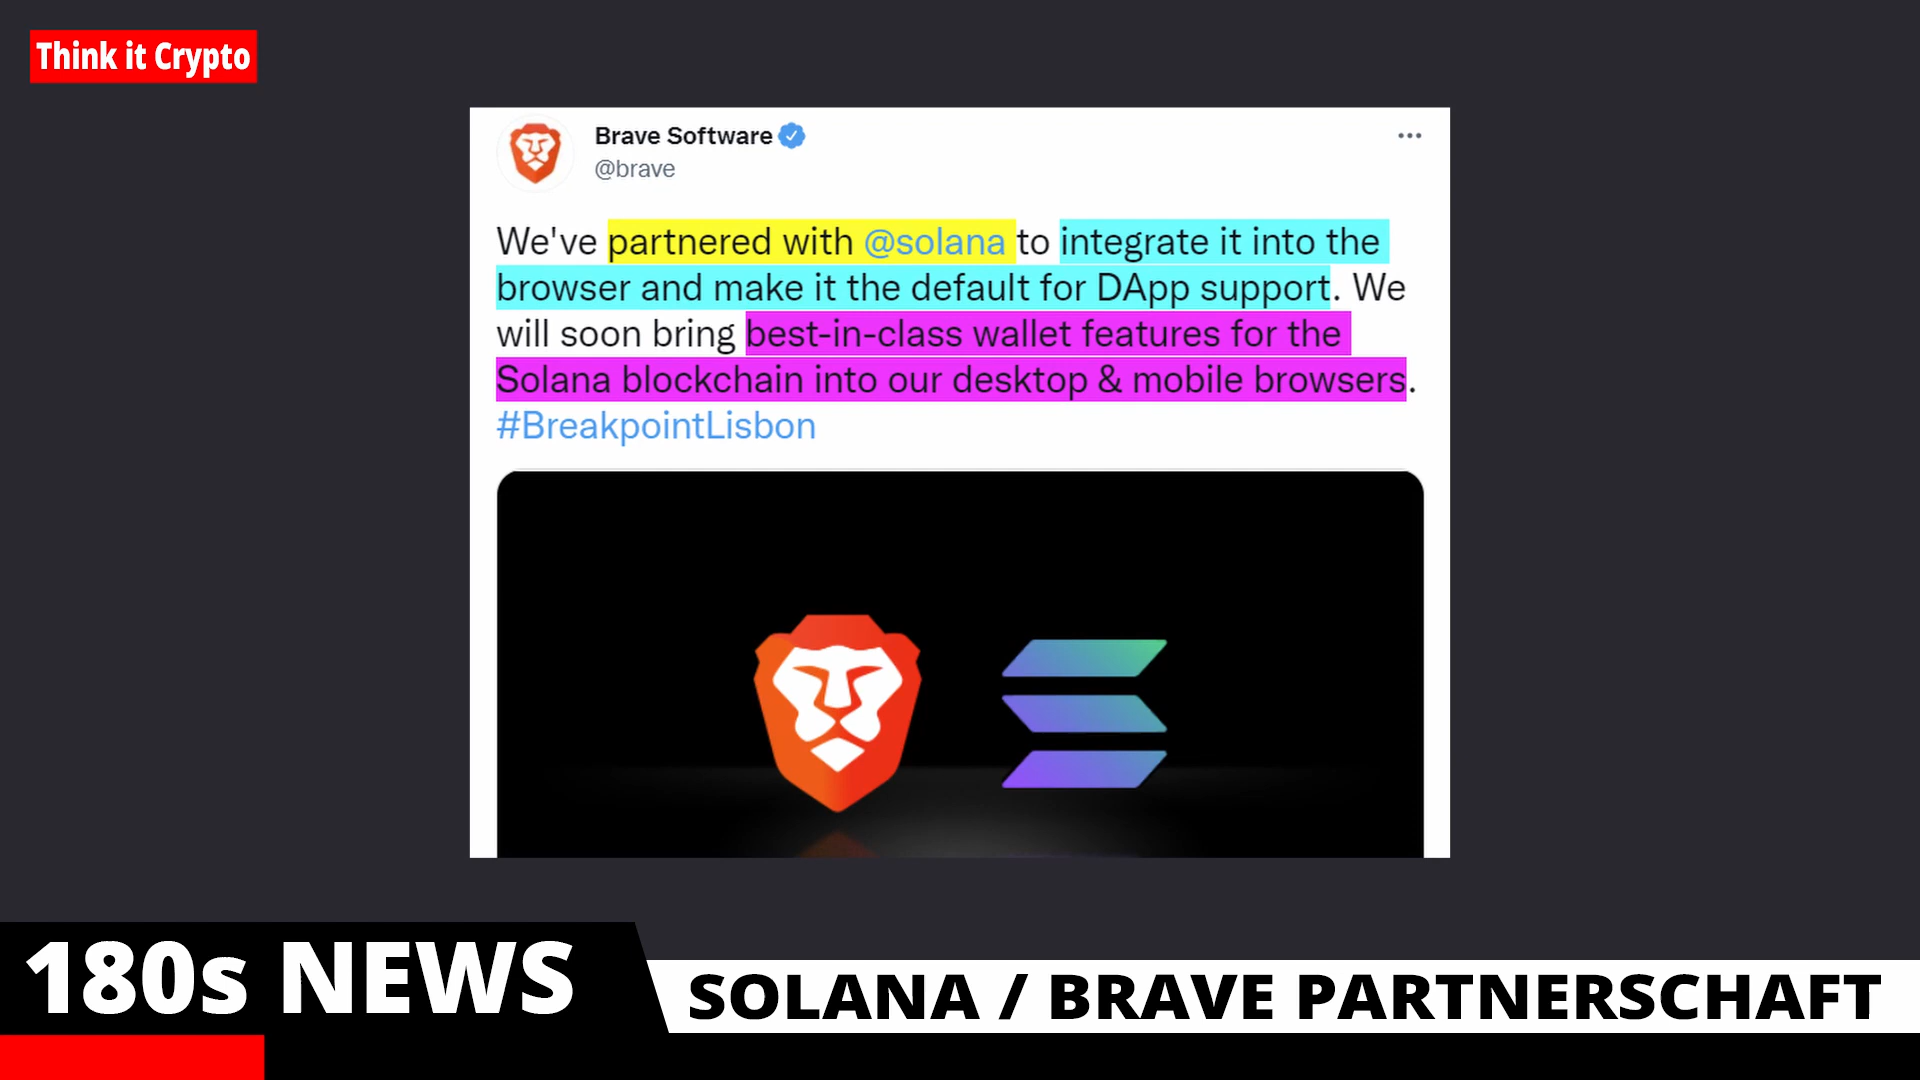 Think it Crypto
Brave Software
@brave
We've partnered with @solana to integrate it into the
browser and make it the default for DApp support. We
will soon bring best-in-class wallet features for the
Solana blockchain into our desktop & mobile browsers.
#BreakpointLisbon
180s NEWS
SOLANA / BRAVE PARTNERSCHAFT